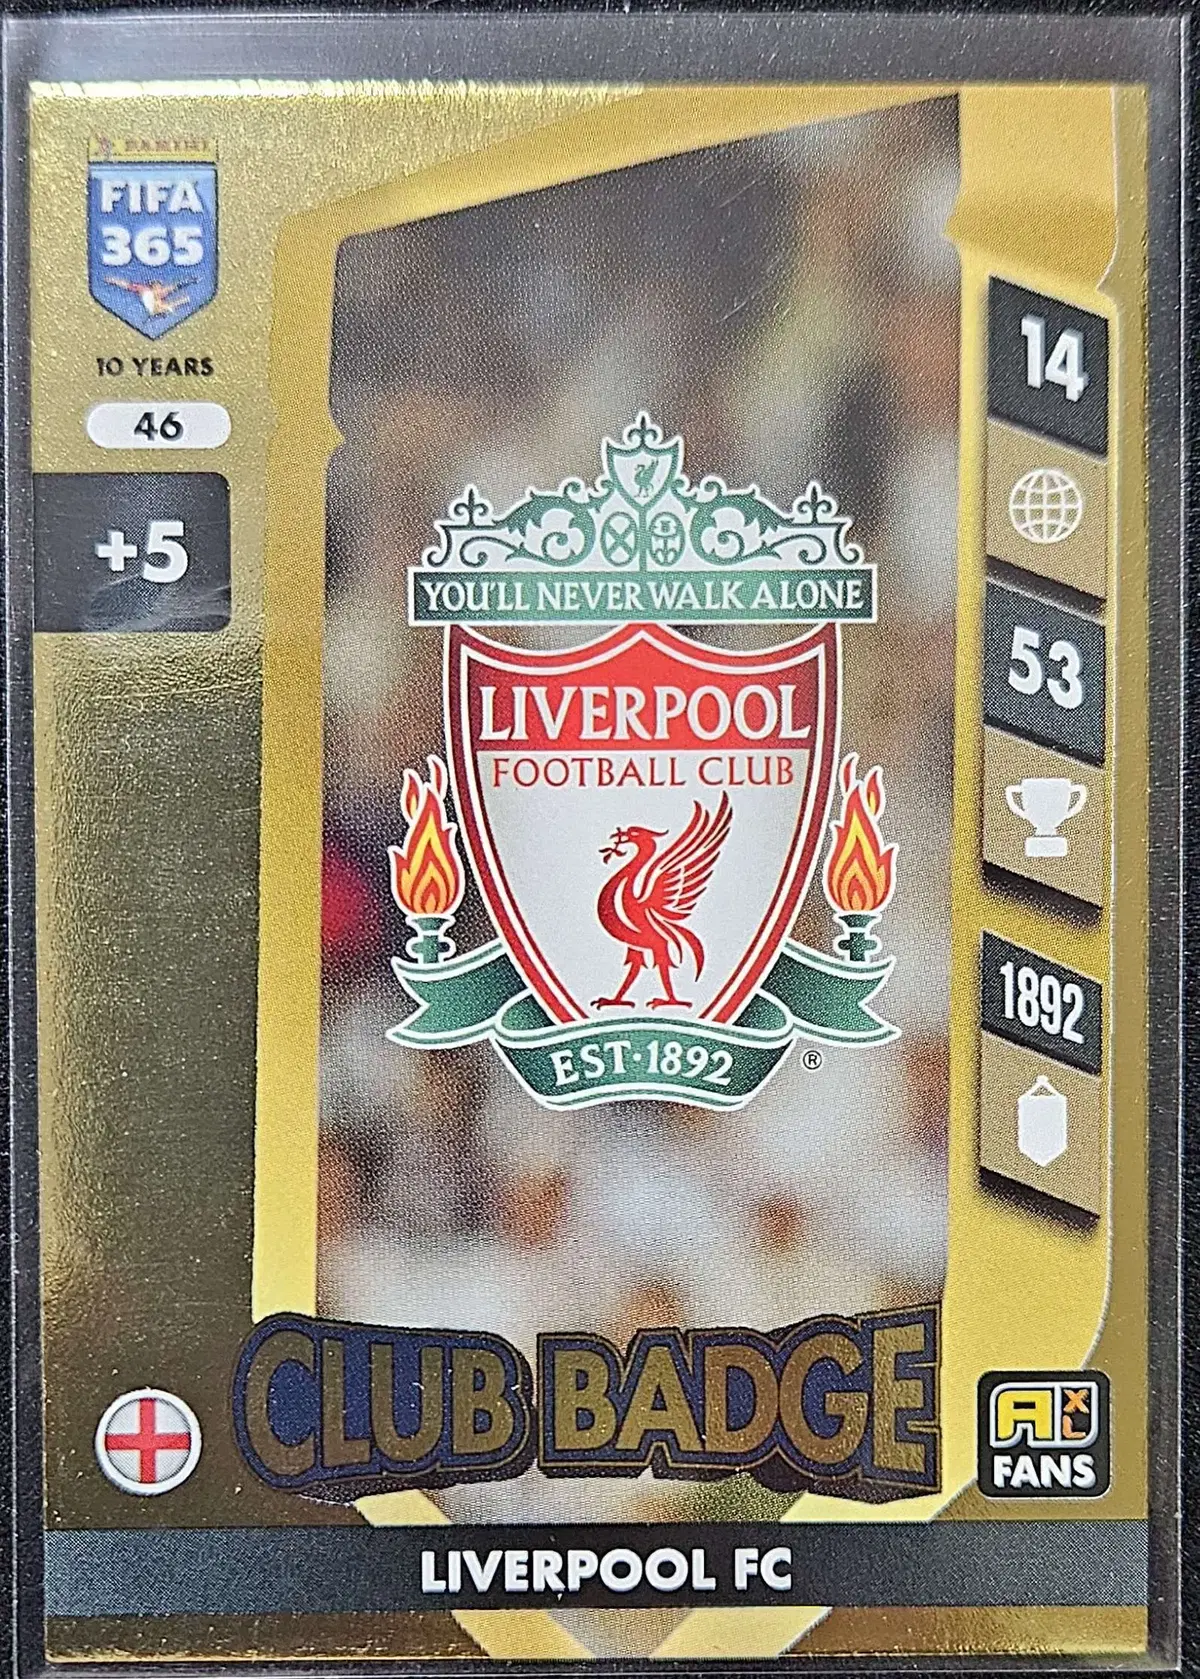 PANINI
FIFA
365
10 YEARS
46
+5
14
53
1892
YOU'LL NEVER WALK ALONE
LIVERPOOL
FOOTBALL CLUB
EST·1892
®
CLUB BADGE
A XL
FANS
LIVERPOOL FC